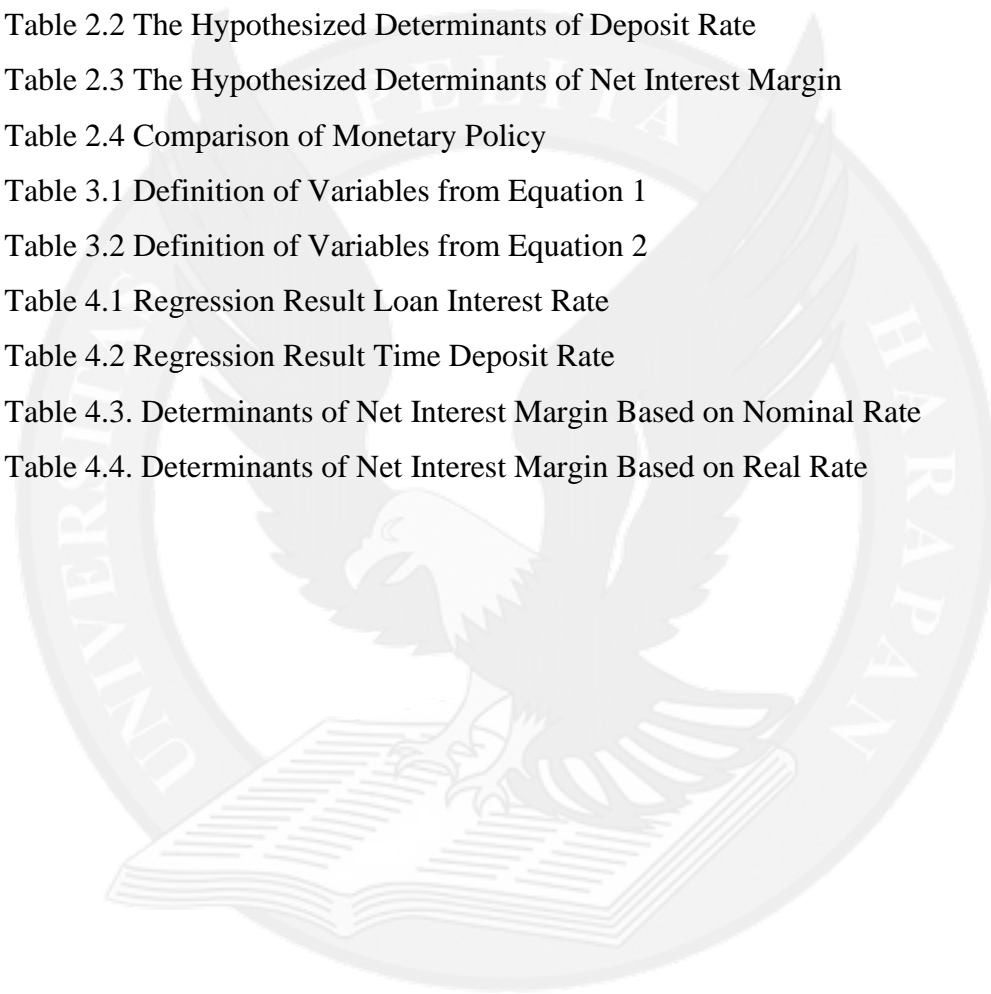 Table 2.2 The Hypothesized Determinants of Deposit Rate
Table 2.3 The Hypothesized Determinants of Net Interest Margin
Table 2.4 Comparison of Monetary Policy
Table 3.1 Definition of Variables from Equation 1
Table 3.2 Definition of Variables from Equation 2
Table 4.1 Regression Result Loan Interest Rate
Table 4.2 Regression Result Time Deposit Rate
Table 4.3. Determinants of Net Interest Margin Based on Nominal Rate
Table 4.4. Determinants of Net Interest Margin Based on Real Rate
UNIVERSITAS PELITA HARAPAN